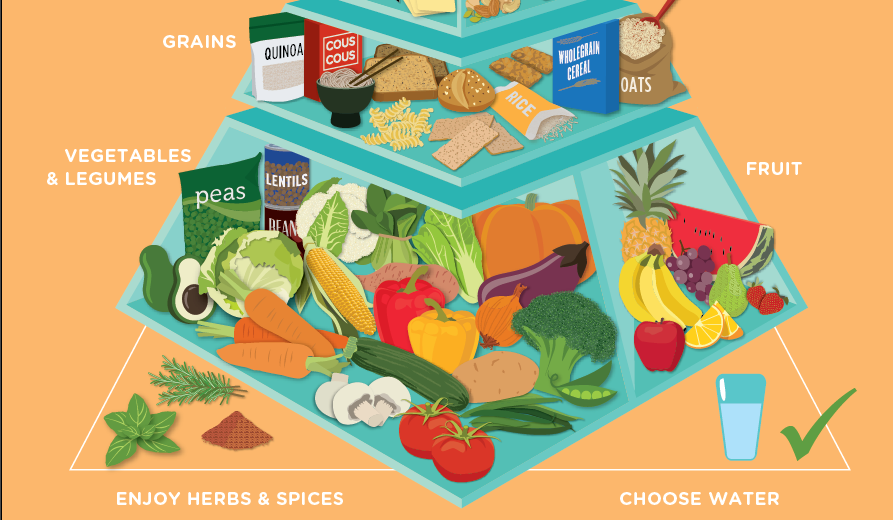 GRAINS
QUINOA
COUS
COUS
WHOLEGRAIN
CEREAL
OATS
RICE
VEGETABLES
& LEGUMES
peas
LENTILS
BEAN
FRUIT
ENJOY HERBS & SPICES
CHOOSE WATER